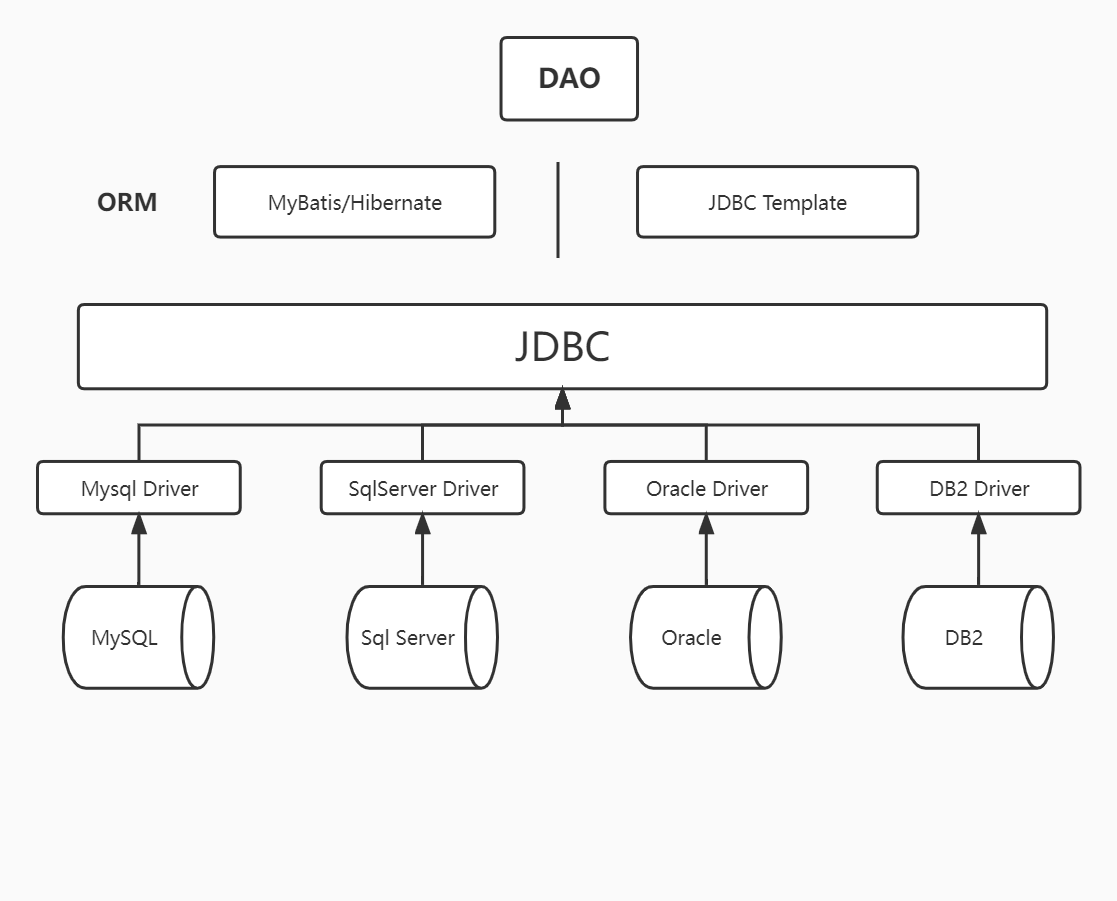 DAO
ORM
MyBatis/Hibernate
JDBC Template
JDBC
Mysql Driver
SqlServer Driver
Oracle Driver
DB2 Driver
MySQL
Sql Server
Oracle
DB2